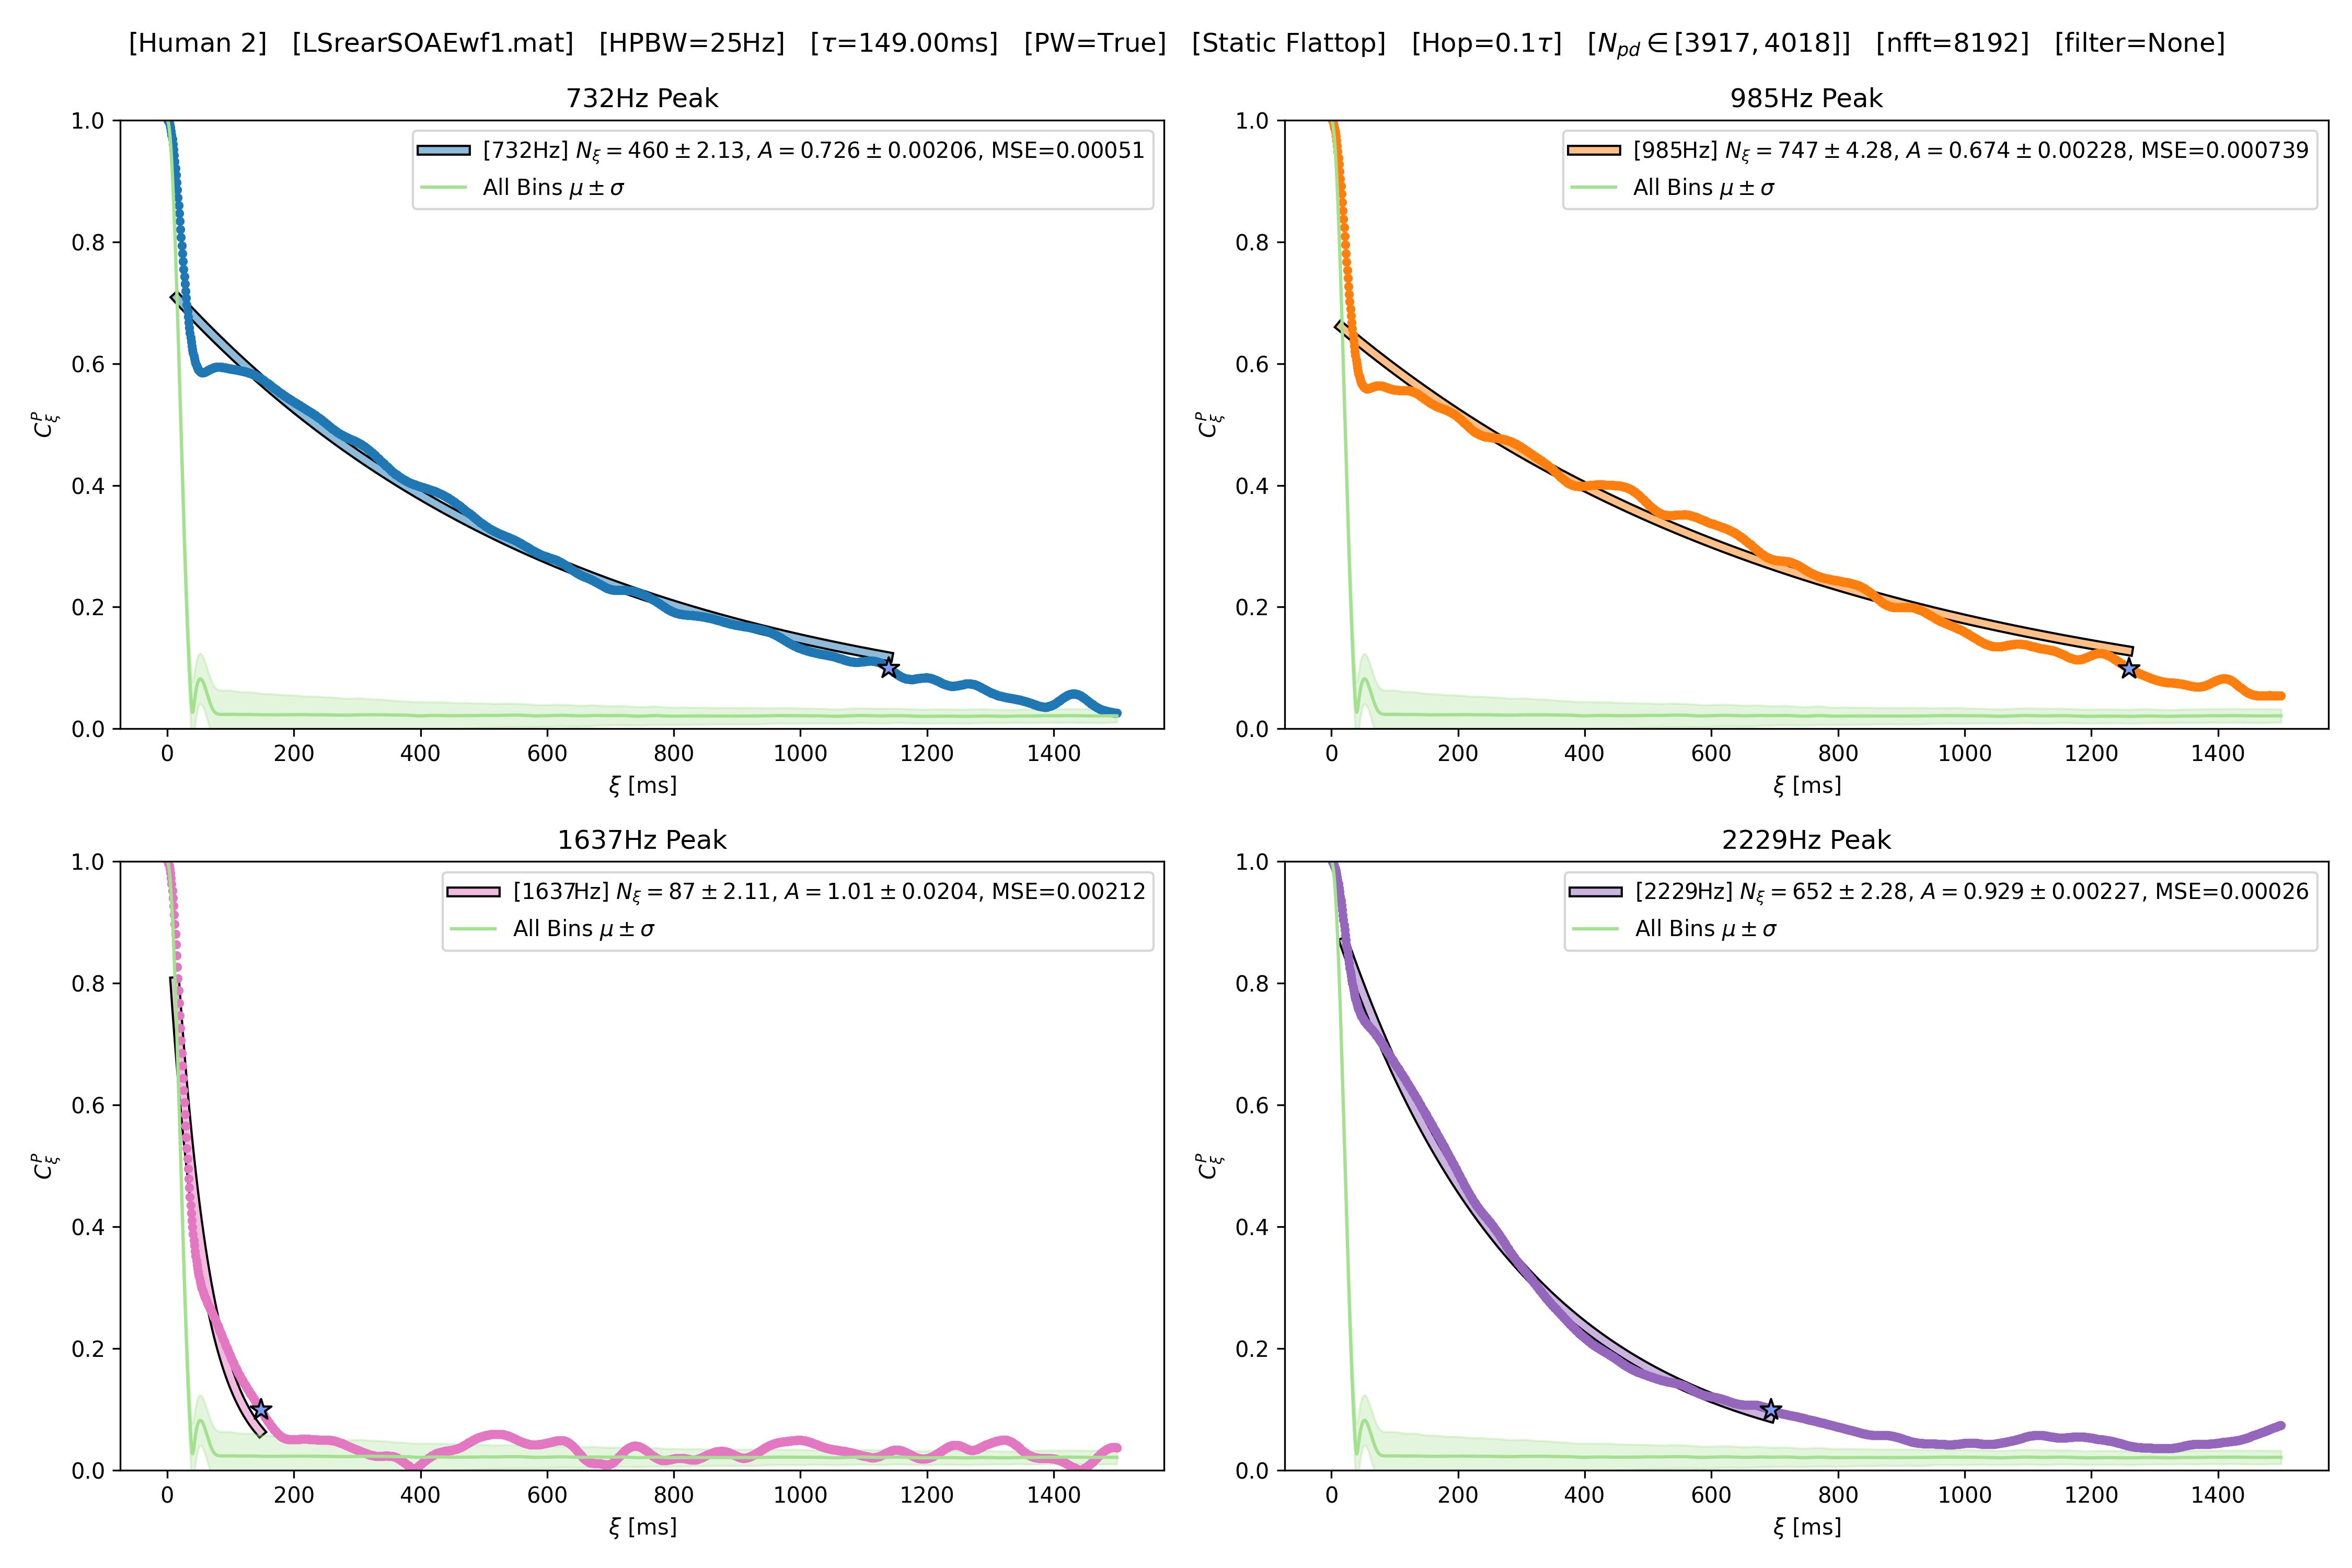 [Human 2] [LSrearSOAEwf1.mat] [HPBW=25Hz] [τ=149.00ms] [PW=True] [Static Flattop] [Hop=0.1τ] [N_{pd} ∈ [3917, 4018]] [nfft=8192] [filter=None]
732Hz Peak
[732Hz] N_ξ = 460 ± 2.13, A = 0.726 ± 0.00206, MSE=0.00051
All Bins μ ± σ
1.0
0.8
0.6
0.4
0.2
0.0
C_ξ^P
0 200 400 600 800 1000 1200 1400
ξ [ms]
985Hz Peak
[985Hz] N_ξ = 747 ± 4.28, A = 0.674 ± 0.00228, MSE=0.000739
All Bins μ ± σ
1.0
0.8
0.6
0.4
0.2
0.0
C_ξ^P
0 200 400 600 800 1000 1200 1400
ξ [ms]
1637Hz Peak
[1637Hz] N_ξ = 87 ± 2.11, A = 1.01 ± 0.0204, MSE=0.00212
All Bins μ ± σ
1.0
0.8
0.6
0.4
0.2
0.0
C_ξ^P
0 200 400 600 800 1000 1200 1400
ξ [ms]
2229Hz Peak
[2229Hz] N_ξ = 652 ± 2.28, A = 0.929 ± 0.00227, MSE=0.00026
All Bins μ ± σ
1.0
0.8
0.6
0.4
0.2
0.0
C_ξ^P
0 200 400 600 800 1000 1200 1400
ξ [ms]